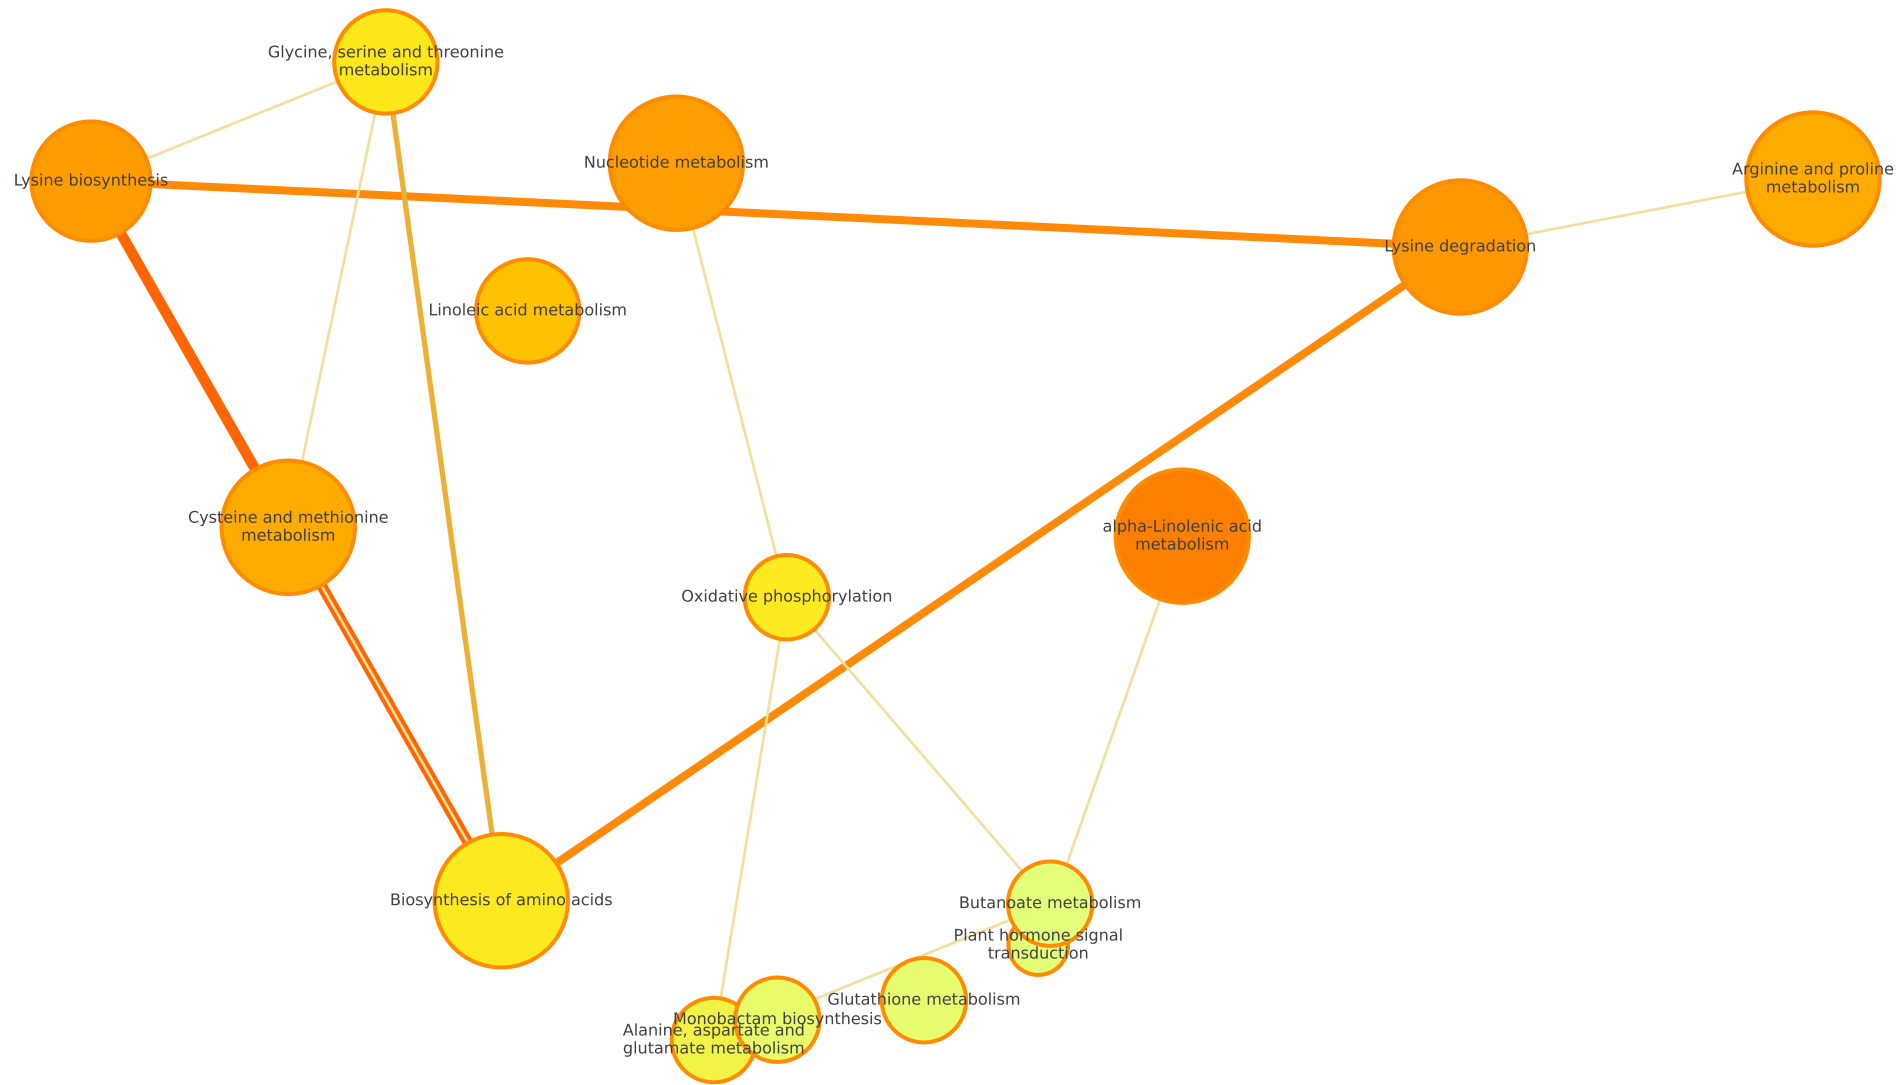 Glycine, serine and threonine
metabolism
Nucleotide metabolism
Arginine and proline
metabolism
Lysine biosynthesis
Lysine degradation
Linoleic acid metabolism
Cysteine and methionine
metabolism
alpha-Linolenic acid
metabolism
Oxidative phosphorylation
Biosynthesis of amino acids
Butanoate metabolism
Plant hormone signal
transduction
Glutathione metabolism
Monobactam biosynthesis
Alanine, aspartate and
glutamate metabolism